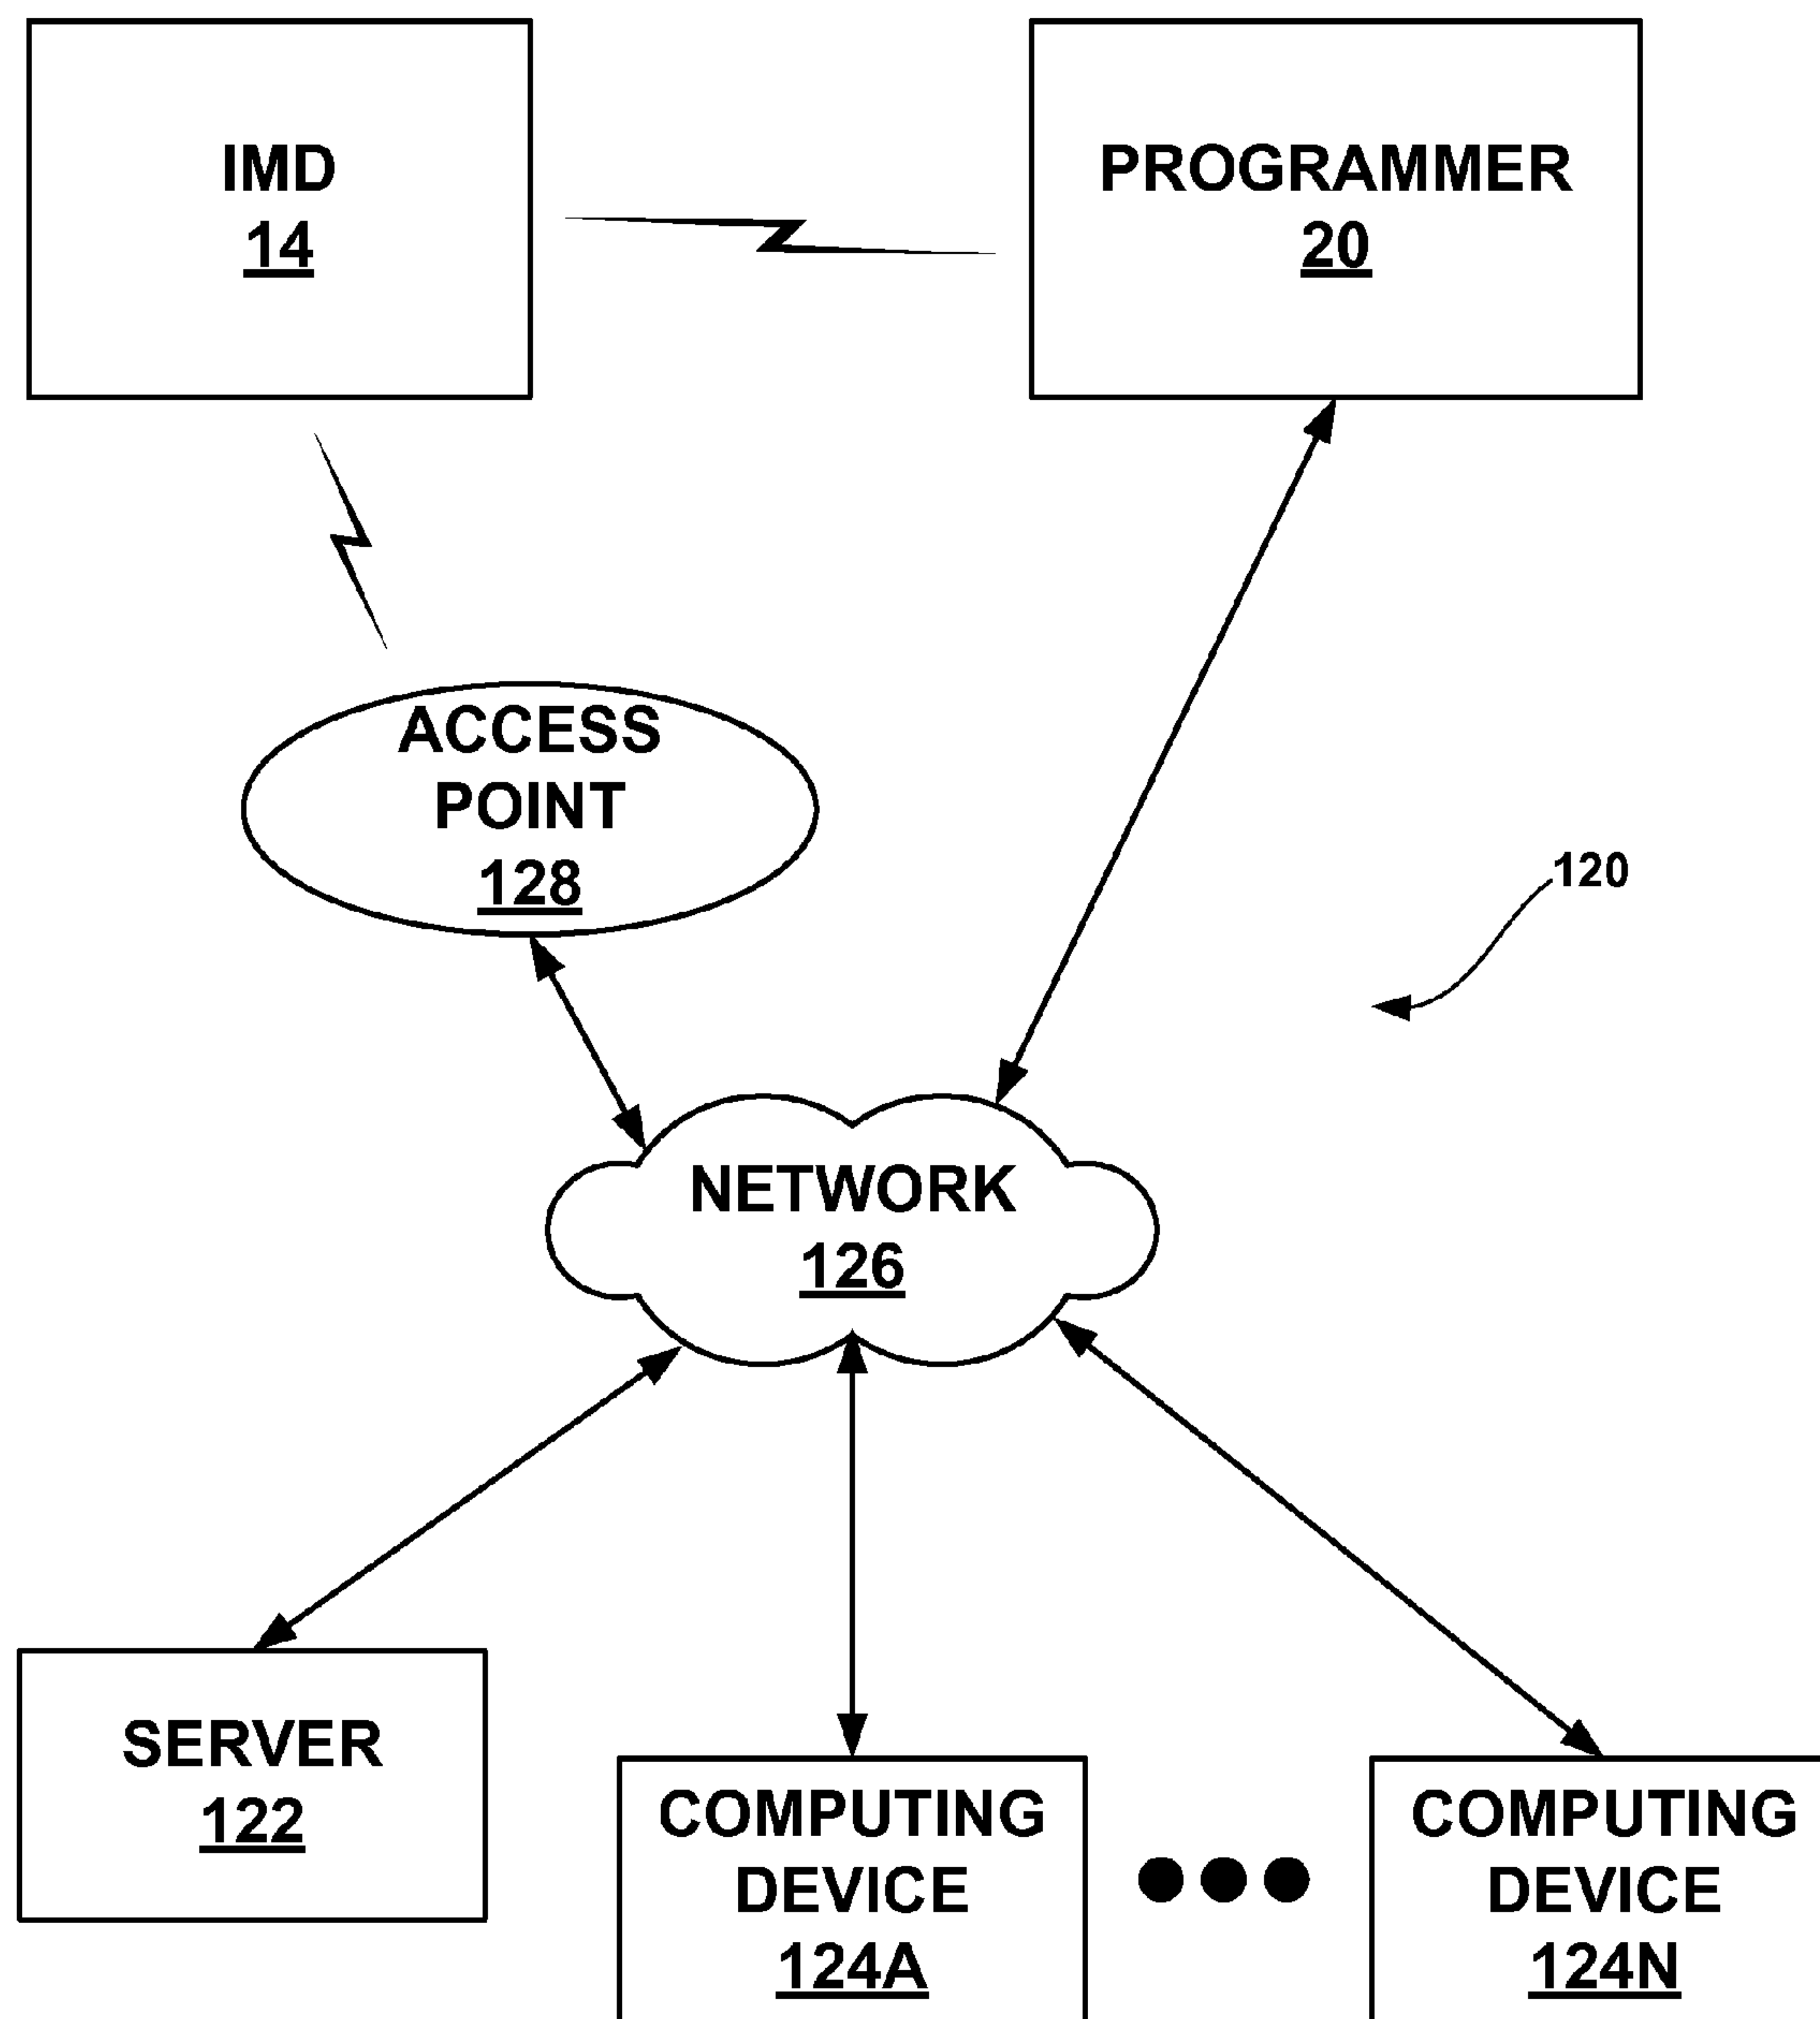 IMD
14
PROGRAMMER
20
ACCESS
POINT
128
120
NETWORK
126
SERVER
122
COMPUTING
DEVICE
124A
COMPUTING
DEVICE
124N